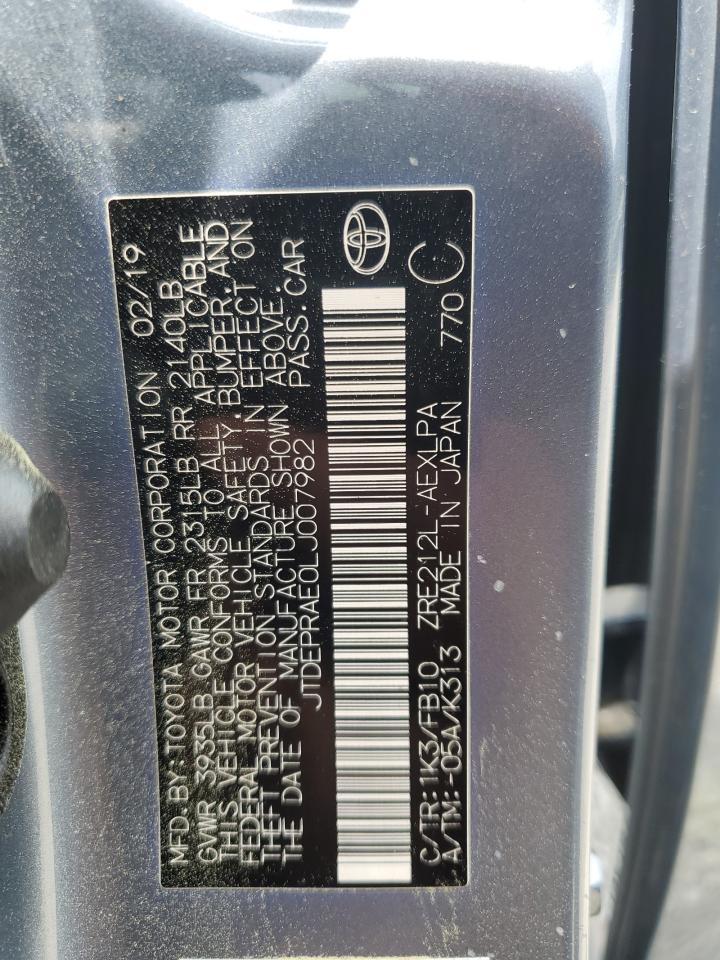 MFD BY: TOYOTA MOTOR CORPORATION 02/19
GVWR 3935LB GAWR FR 2315LB RR 2140LB
THIS VEHICLE CONFORMS TO ALL APPLICABLE
FEDERAL MOTOR VEHICLE SAFETY, BUMPER, AND
THEFT PREVENTION STANDARDS IN EFFECT ON
THE DATE OF MANUFACTURE SHOWN ABOVE.
JTDEPRAE0LJ007982 PASS. CAR
C/TR: 1K3/FB10 ZRE212L-AEXLPA
A/TM: -05A/K313 MADE IN JAPAN 770 C